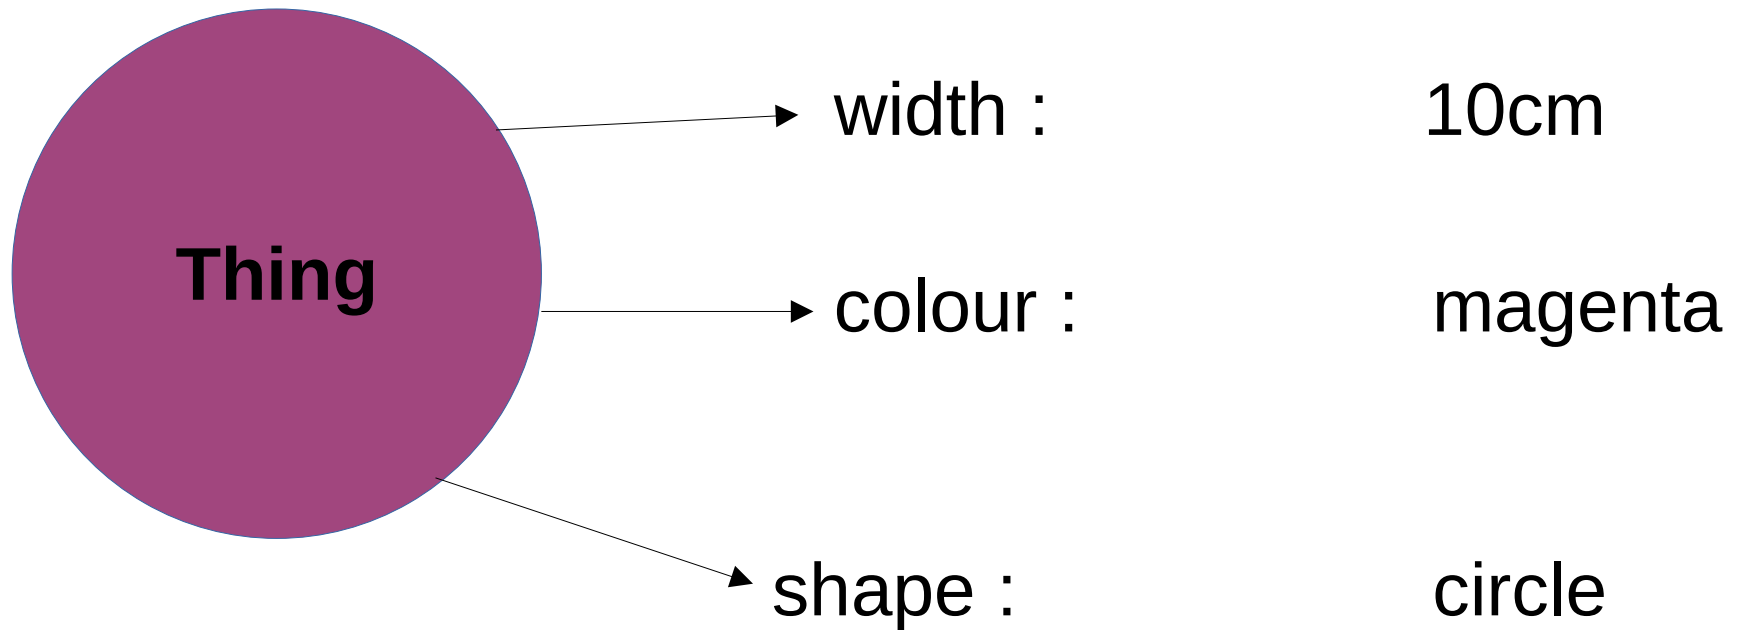 width : 10cm
Thing
colour : magenta
shape : circle